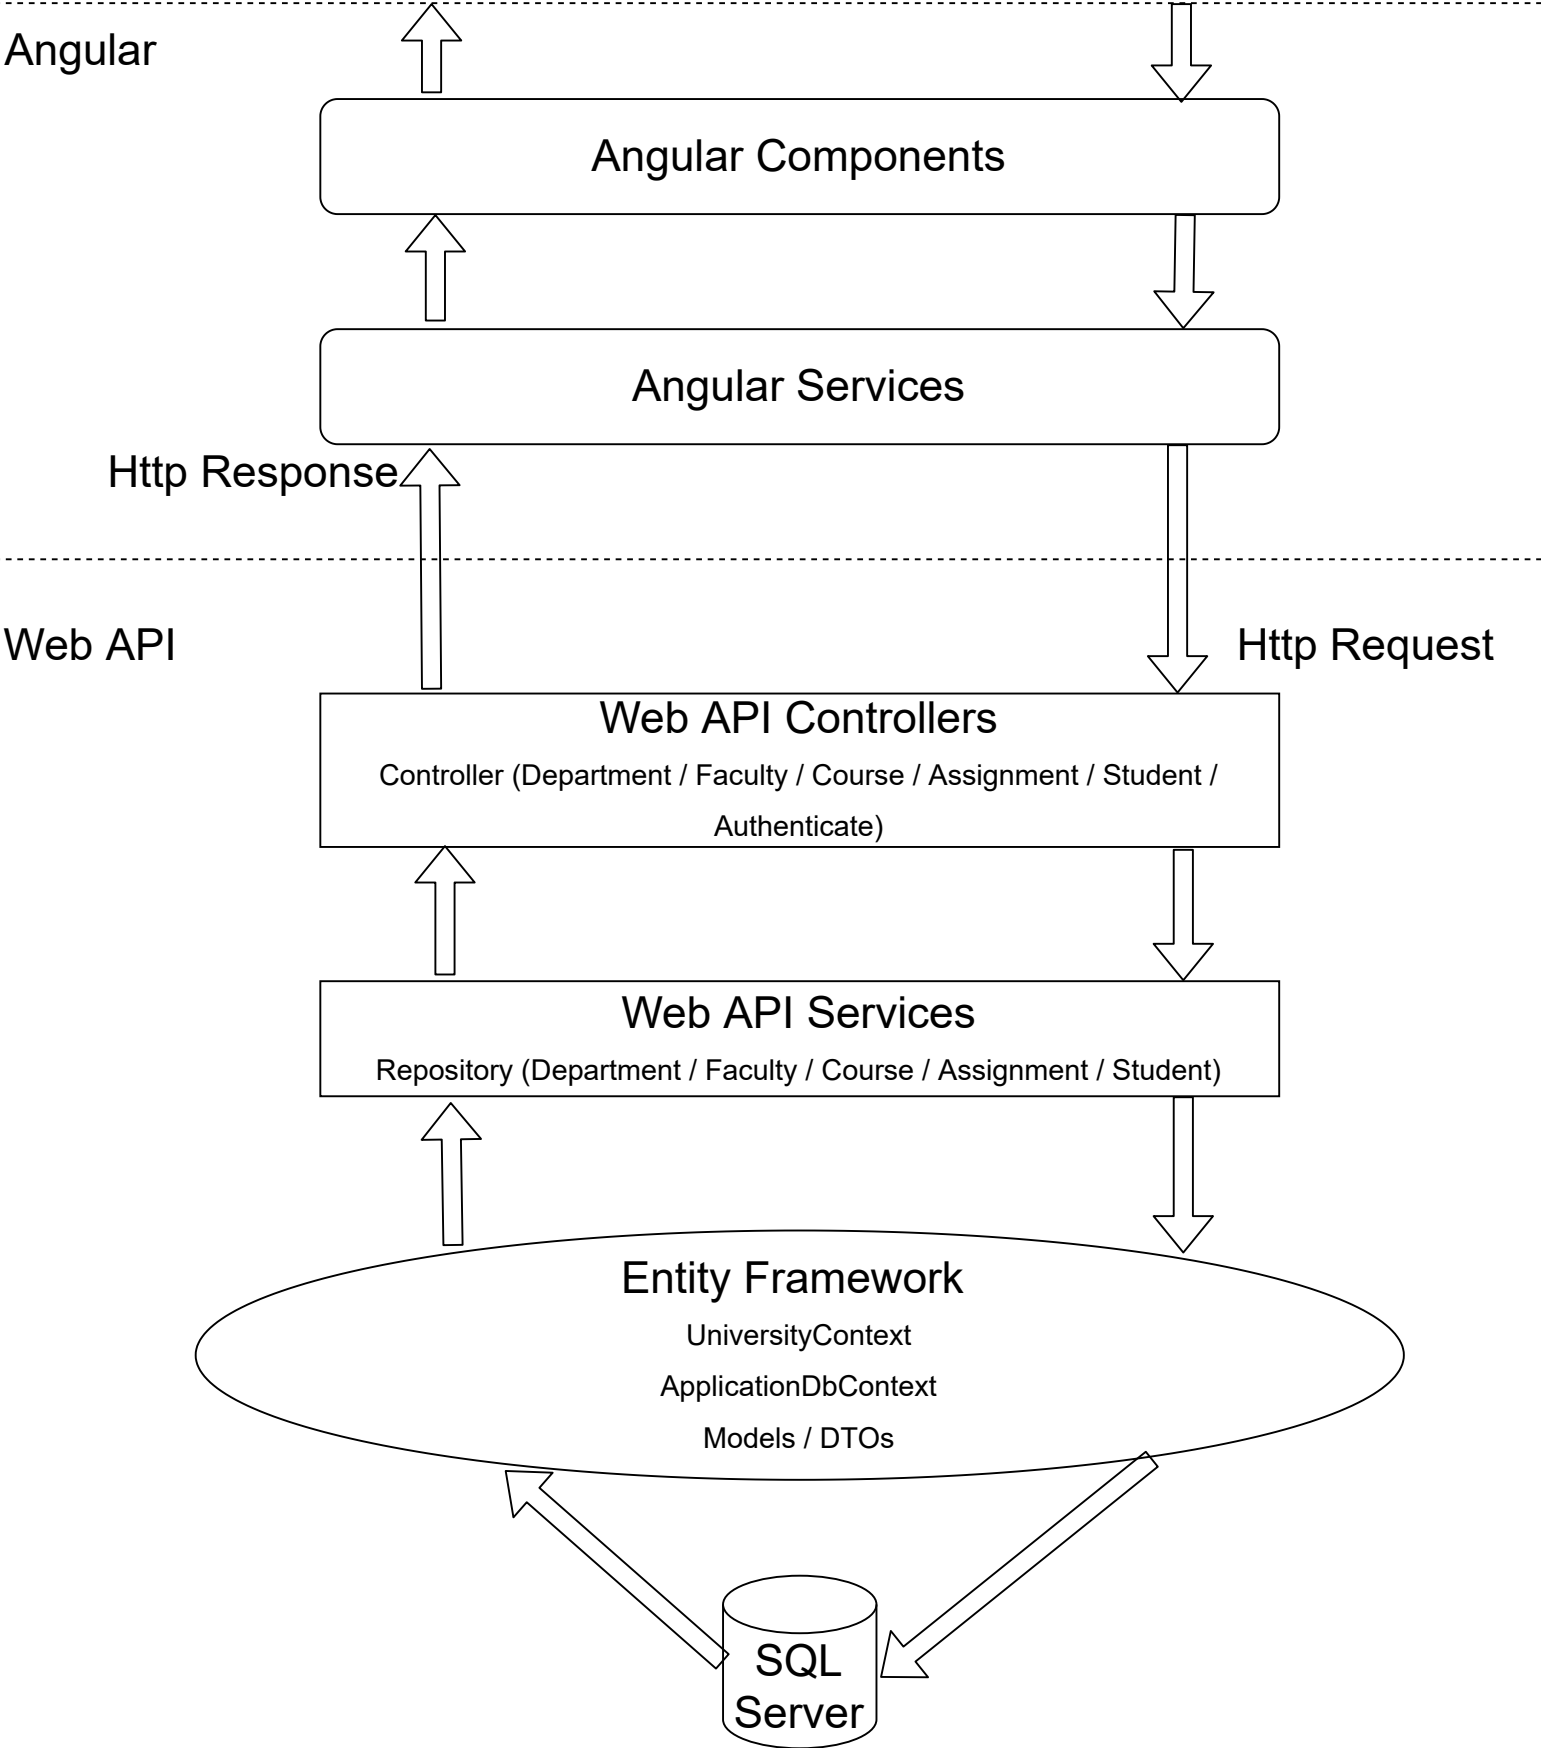 Angular
Angular Components
Angular Services
Http Response
Web API
Http Request
Web API Controllers
Controller (Department / Faculty / Course / Assignment / Student /
Authenticate)
Web API Services
Repository (Department / Faculty / Course / Assignment / Student)
Entity Framework
UniversityContext
ApplicationDbContext
Models / DTOs
SQL
Server